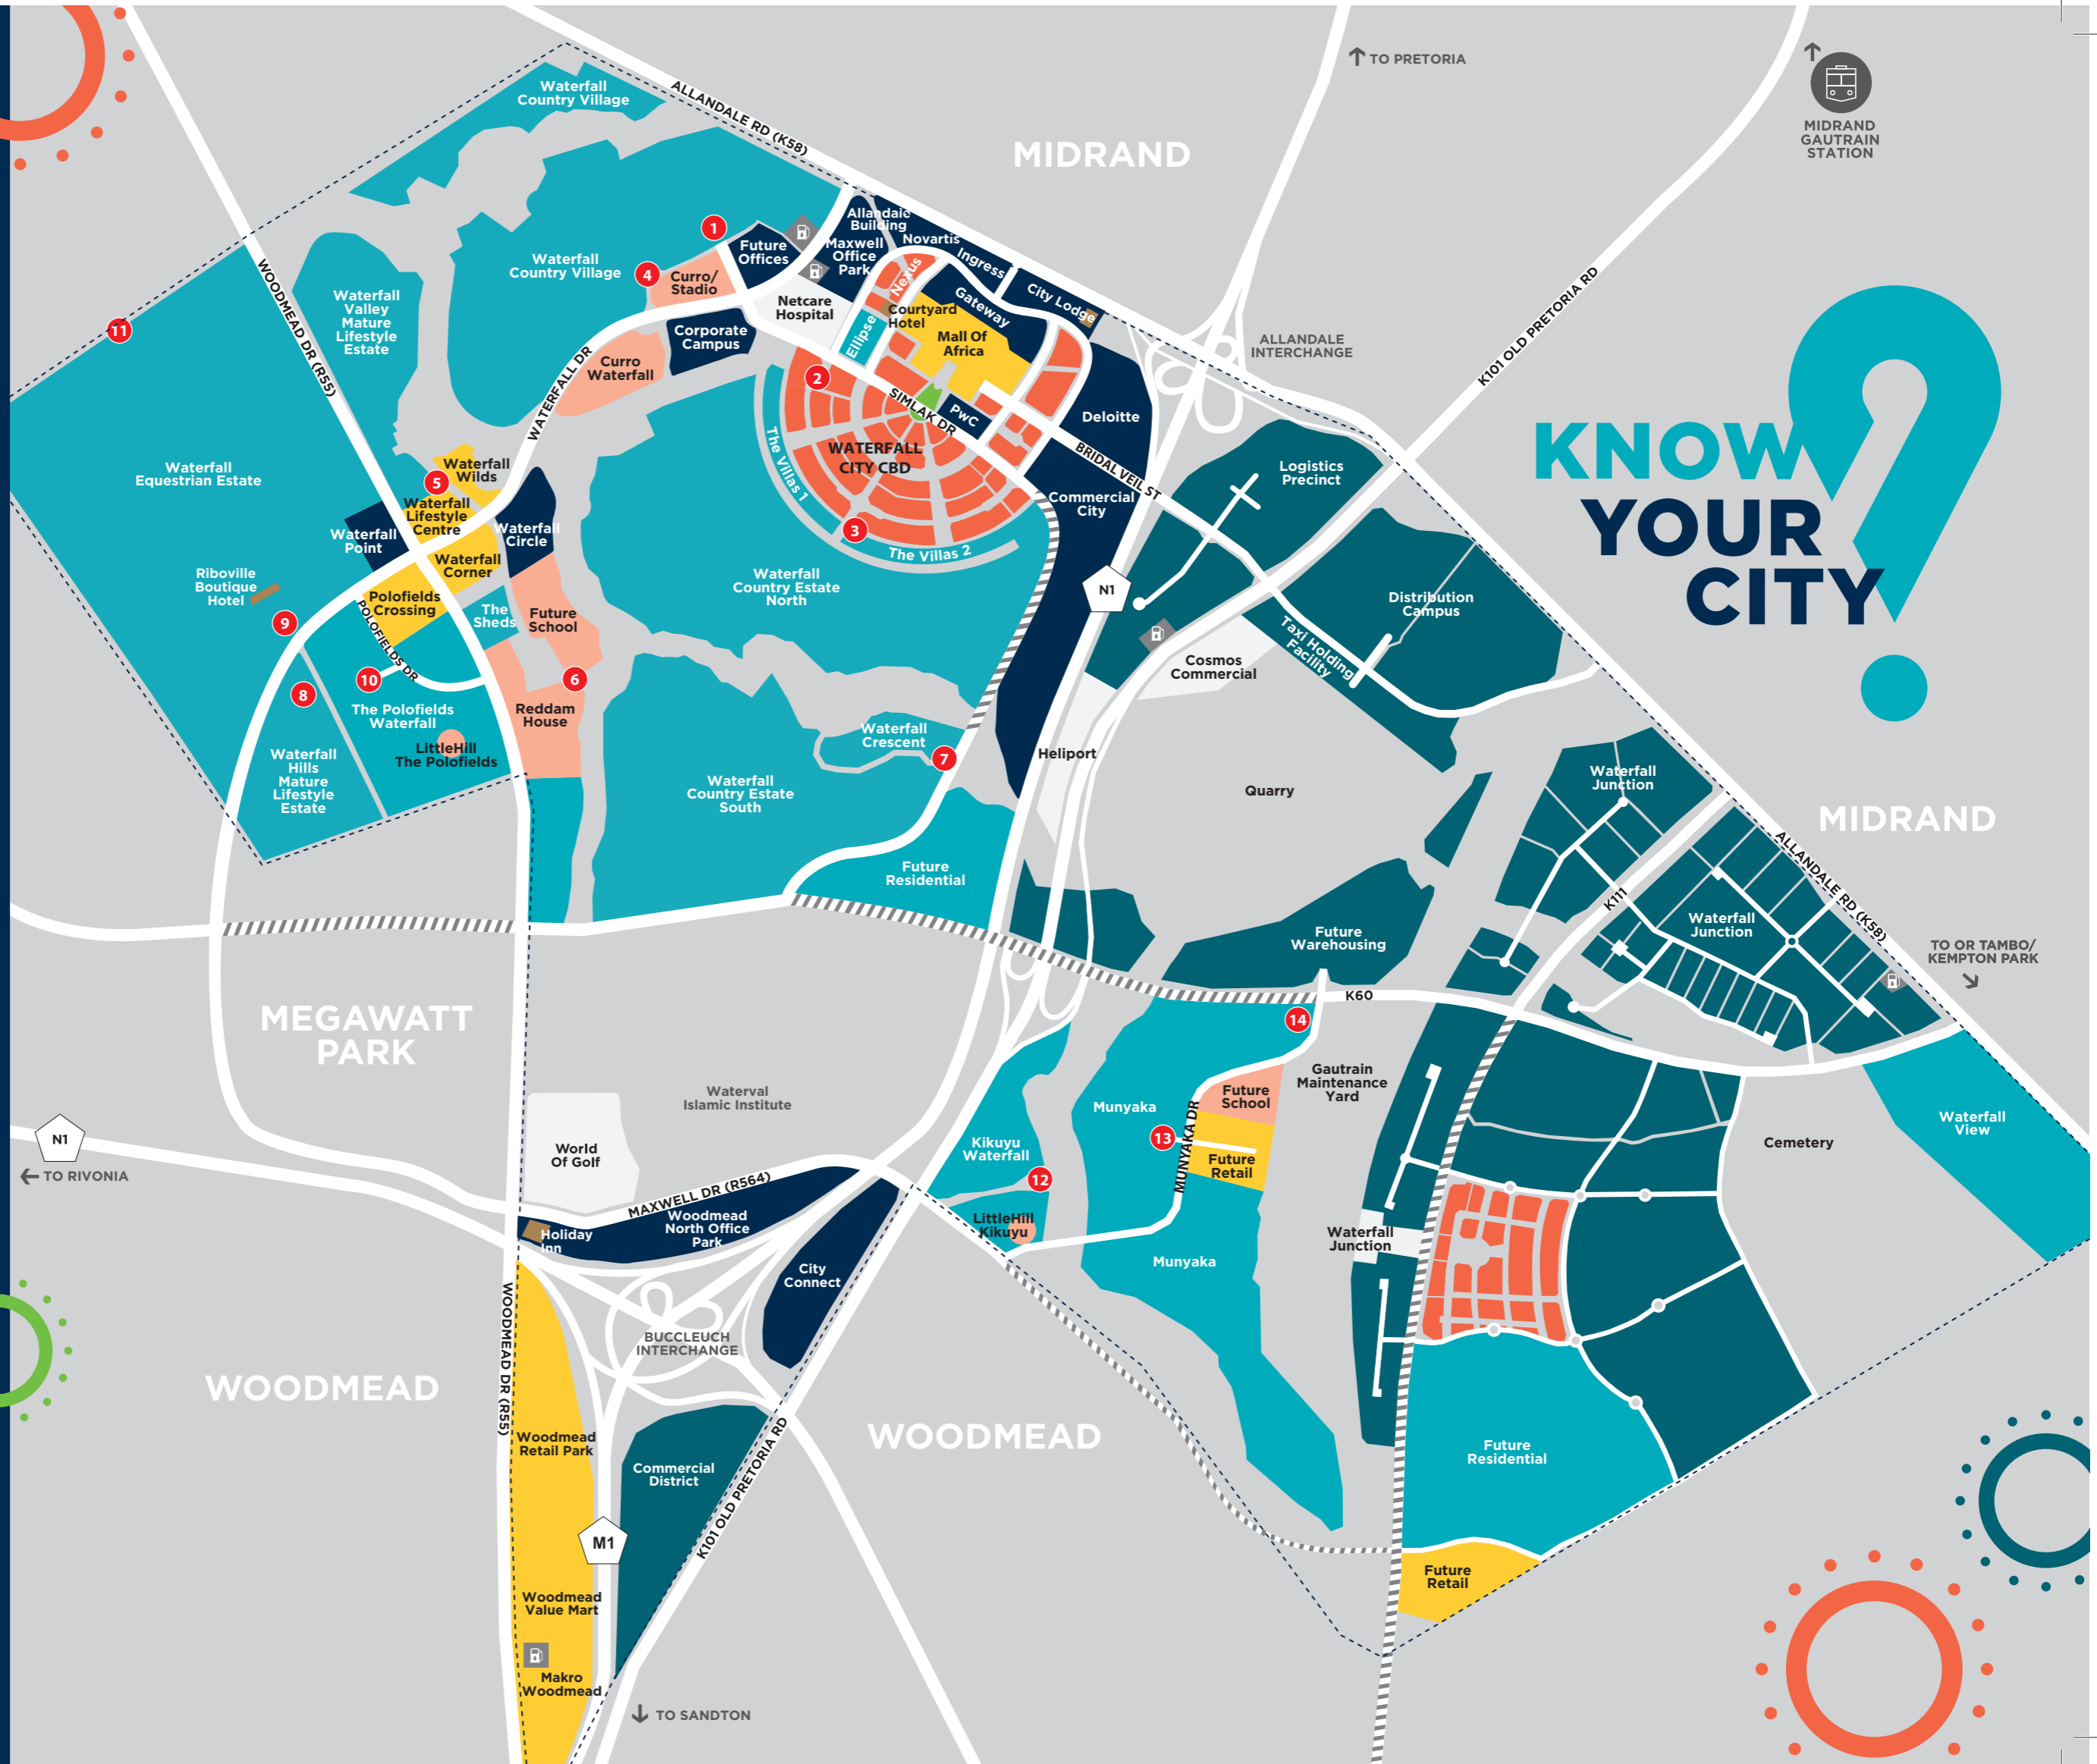 KNOW
YOUR
CITY
?
TO PRETORIA
MIDRAND
GAUTRAIN
STATION
MIDRAND
ALLANDALE RD (K58)
Waterfall
Country Village
WOODMEAD DR (R55)
Waterfall
Country Village
1
4
Curro/
Stadio
Future
Offices
Allandale
Building
Maxwell
Office
Park
Novartis
Ingress
City Lodge
Nexus
Gateway
Courtyard
Hotel
Mall Of
Africa
Netcare
Hospital
Ellipse
Corporate
Campus
Curro
Waterfall
WATERFALL DR
Waterfall
Valley
Mature
Lifestyle
Estate
11
ALLANDALE
INTERCHANGE
K101 OLD PRETORIA RD
2
SIMLAK DR
PwC
Deloitte
WATERFALL
CITY CBD
The Villas 1
3
The Villas 2
BRIDAL VEIL ST
Commercial
City
Logistics
Precinct
Waterfall
Equestrian Estate
Waterfall
Wilds
5
Waterfall
Lifestyle
Centre
Waterfall
Point
Waterfall
Circle
Waterfall
Corner
Riboville
Boutique
Hotel
Polofields
Crossing
POLOFIELDS DR
The
Sheds
Future
School
9
10
8
6
The Polofields
Waterfall
Reddam
House
LittleHill
The Polofields
Waterfall
Hills
Mature
Lifestyle
Estate
Waterfall
Country Estate
North
N1
Distribution
Campus
Taxi Holding
Facility
Cosmos
Commercial
Waterfall
Crescent
7
Heliport
Waterfall
Country Estate
South
Quarry
Future
Residential
Waterfall
Junction
MIDRAND
ALLANDALE RD (K58)
K11
Waterfall
Junction
TO OR TAMBO/
KEMPTON PARK
Future
Warehousing
K60
14
MEGAWATT
PARK
Waterval
Islamic Institute
World
Of Golf
N1
TO RIVONIA
MAXWELL DR (R564)
Woodmead
North Office
Park
Holiday
Inn
City
Connect
Kikuyu
Waterfall
12
LittleHill
Kikuyu
Munyaka
13
MUNYAKA DR
Future
School
Future
Retail
Gautrain
Maintenance
Yard
Munyaka
Waterfall
Junction
Cemetery
Waterfall
View
BUCCLEUCH
INTERCHANGE
WOODMEAD DR (R55)
WOODMEAD
WOODMEAD
Woodmead
Retail Park
Commercial
District
K101 OLD PRETORIA RD
M1
Woodmead
Value Mart
Makro
Woodmead
TO SANDTON
Future
Residential
Future
Retail